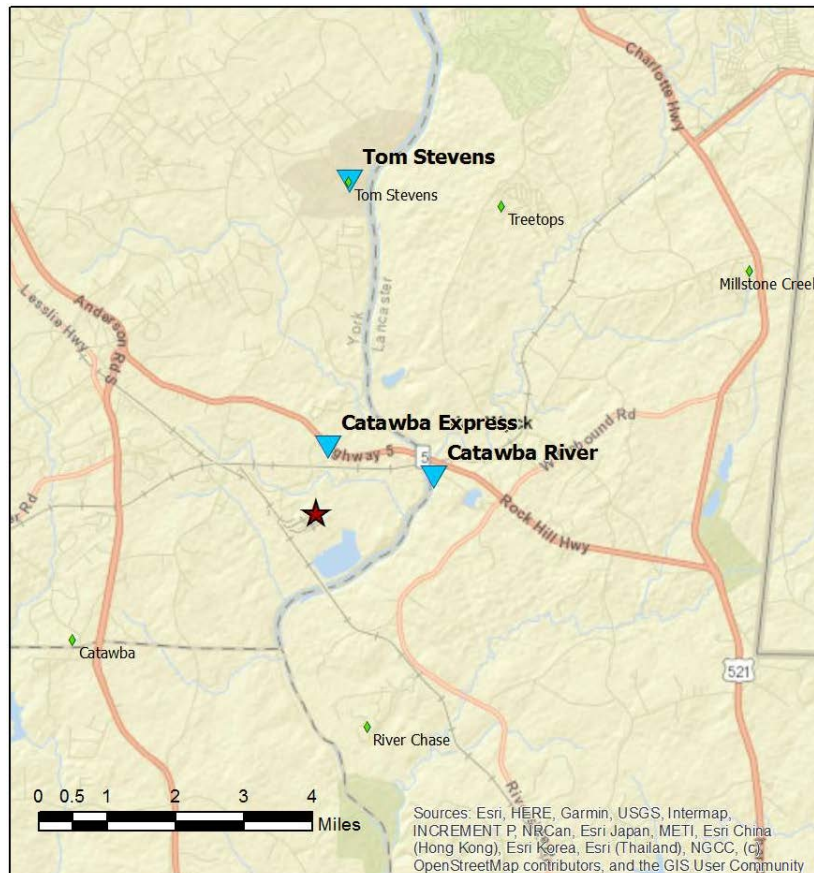 Charlotte Hwy
Tom Stevens
Tom Stevens
Treetops
Millstone Creek
Lesslie Hwy
Anderson Rd S
York
Lancaster
Catawba Express
5
Catawba River
Rock Hill Hwy
Catawba
521
River Chase
0 0.5 1 2 3 4
Miles
Sources: Esri, HERE, Garmin, USGS, Intermap,
INCREMENT P, NRCan, Esri Japan, METI, Esri China
(Hong Kong), Esri Korea, Esri (Thailand), NGCC, (c)
OpenStreetMap contributors, and the GIS User Community